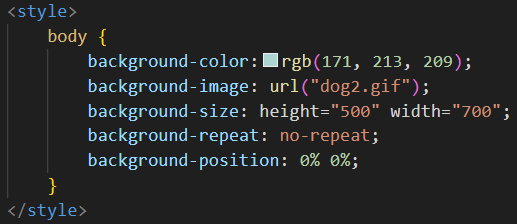 <style>
body {
background-color: rgb(171, 213, 209);
background-image: url("dog2.gif");
background-size: height="500" width="700";
background-repeat: no-repeat;
background-position: 0% 0%;
}
</style>